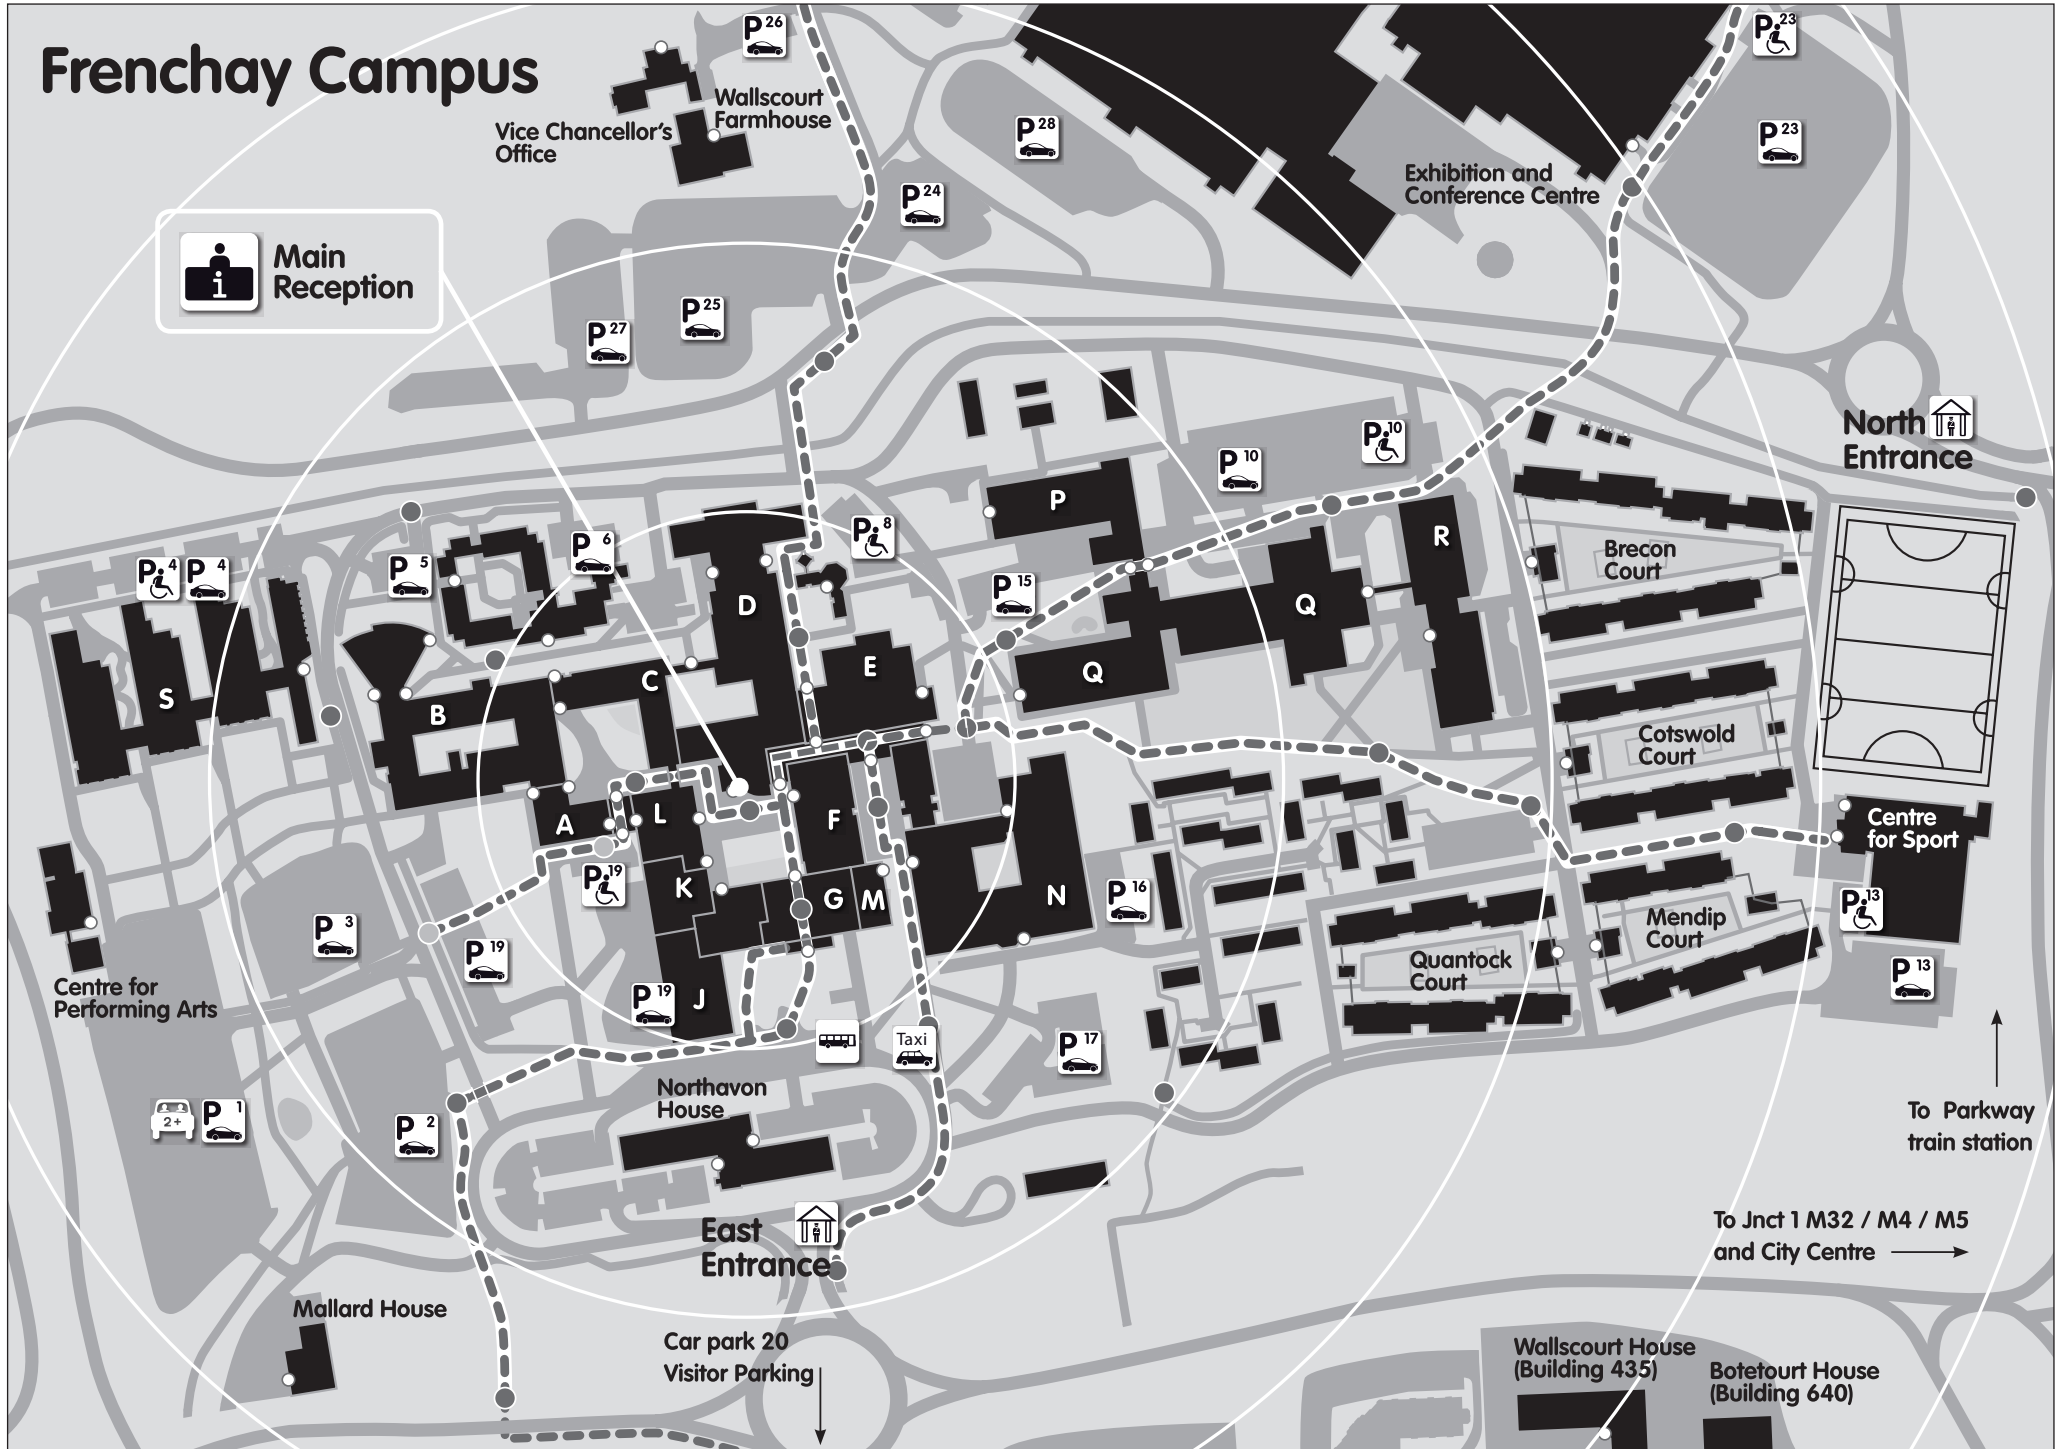 Frenchay Campus
P 26
P 23
Wallscourt
Farmhouse
Vice Chancellor's
Office
P 28
P 23
Exhibition and
Conference Centre
P 24
Main
Reception
i
P 25
P 27
North
Entrance
P 10
P 10
P
P 8
R
P 6
Brecon
Court
P 4
P 4
P 5
P 15
D
Q
E
Q
C
S
B
Cotswold
Court
L
A
F
Centre
for Sport
P 19
K
G
M
N
P 16
P 13
Mendip
Court
P 3
P 19
Quantock
Court
P 13
Centre for
Performing Arts
P 19
J
Taxi
P 17
Northavon
House
2+
P 1
P 2
To Parkway
train station
East
Entrance
To Jnct 1 M32 / M4 / M5
and City Centre
Mallard House
Car park 20
Visitor Parking
Wallscourt House
(Building 435)
Botetourt House
(Building 640)